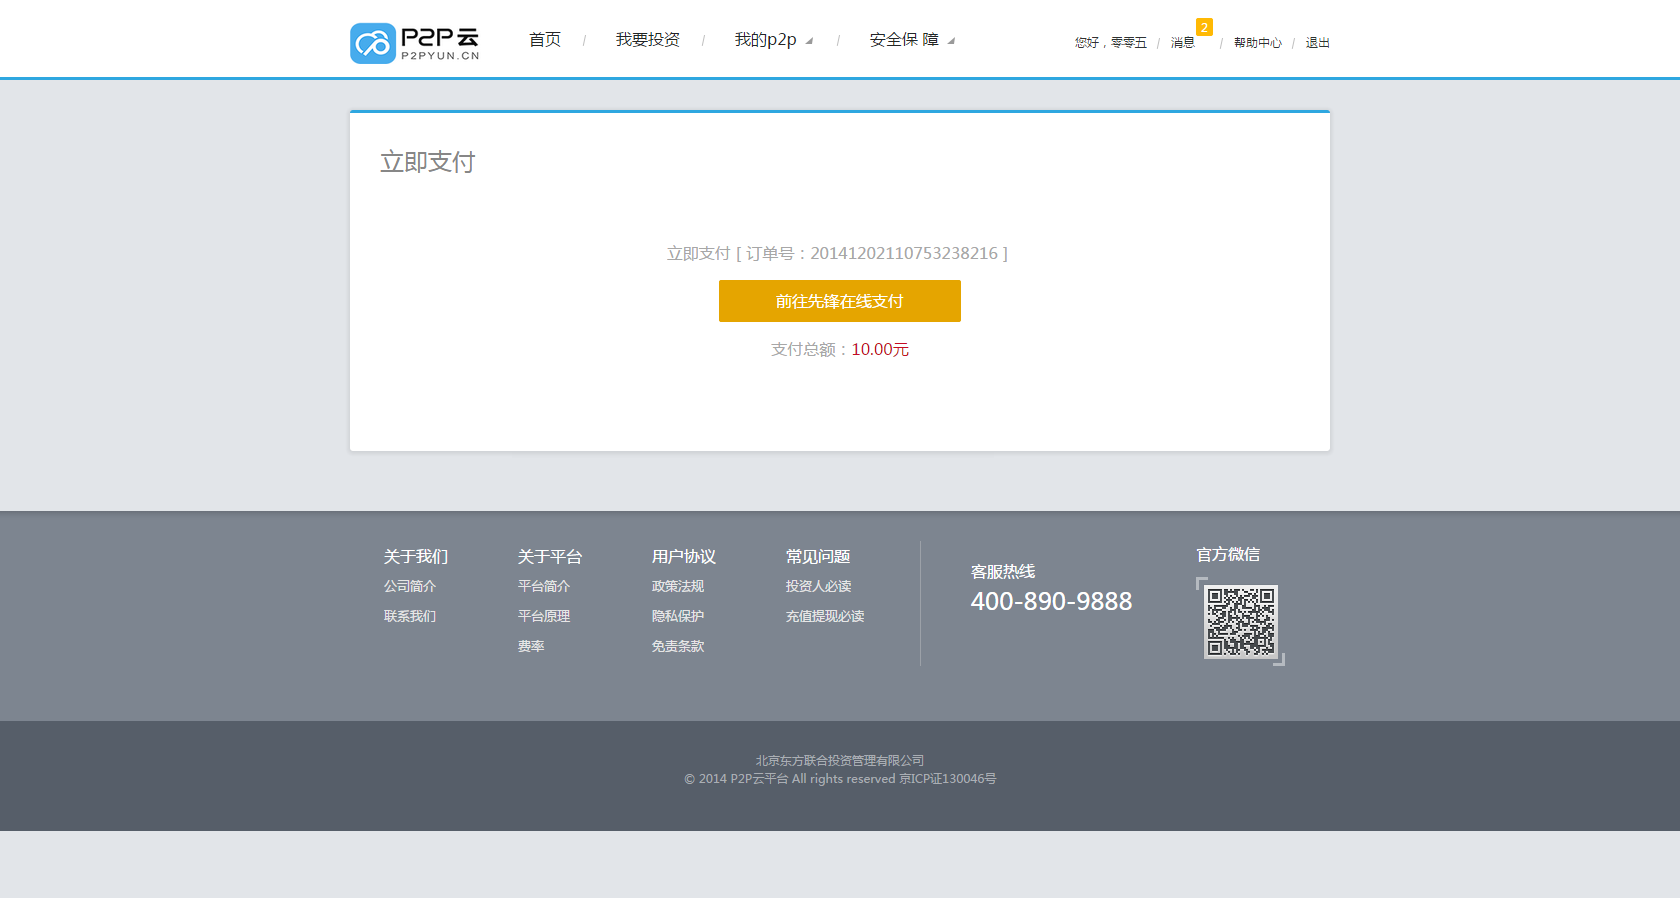 P2P云
P2PYUN.CN
首页 / 我要投资 / 我的p2p / 安全保 障
您好，零零五 / 消息 2 / 帮助中心 / 退出
立即支付
立即支付 [ 订单号：20141202110753238216 ]
前往先锋在线支付
支付总额：10.00元
关于我们
公司简介
联系我们
关于平台
平台简介
平台原理
费率
用户协议
政策法规
隐私保护
免责条款
常见问题
投资人必读
充值提现必读
客服热线
400-890-9888
官方微信
北京东方联合投资管理有限公司
© 2014 P2P云平台 All rights reserved 京ICP证130046号